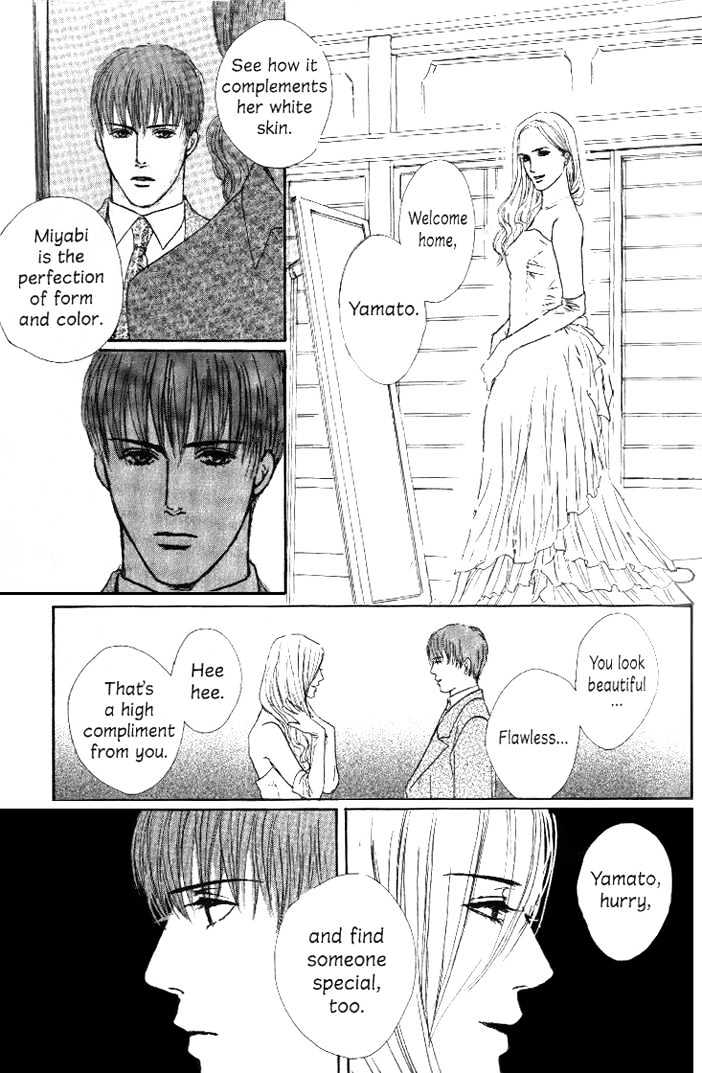 Welcome
home,
Yamato.
See how it
complements
her white
skin.
Miyabi
is the
perfection
of form
and color.
You look
beautiful
...
Flawless...
Hee
hee.
That's
a high
compliment
from you.
Yamato,
hurry,
and find
someone
special,
too.